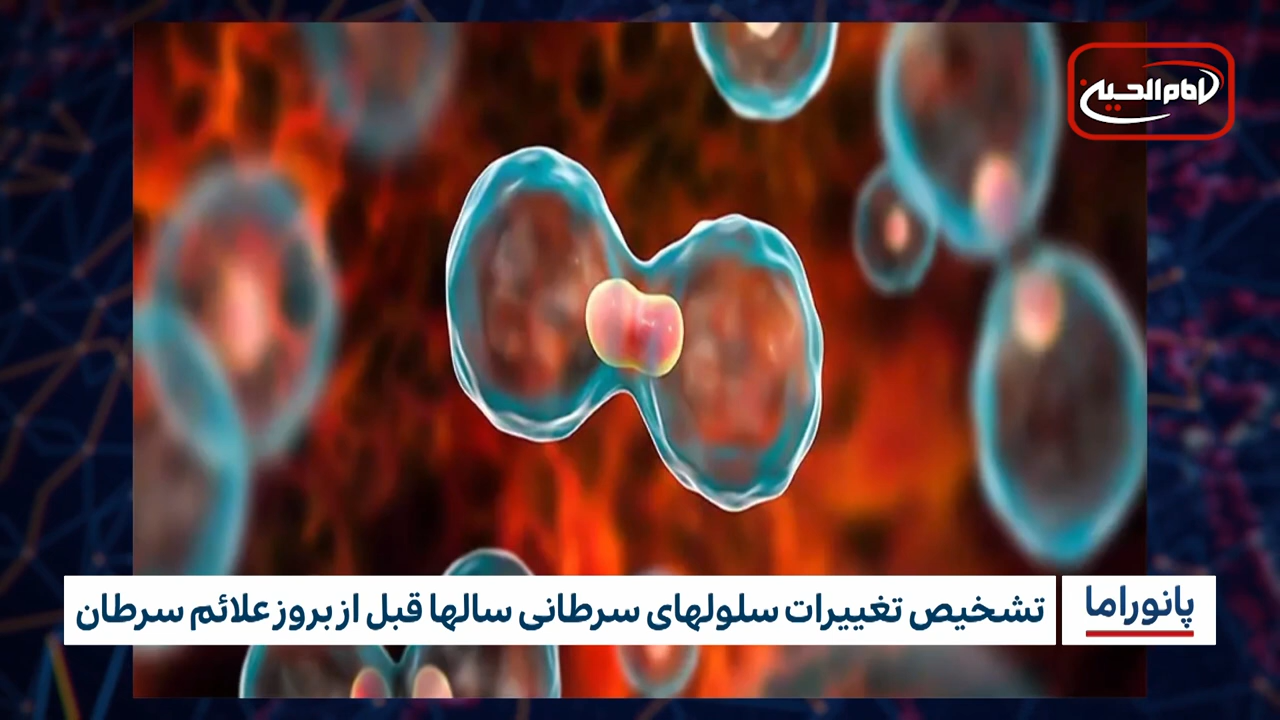 امام الحسین
پانوراما
تشخیص تغییرات سلولهای سرطانی سالها قبل از بروز علائم سرطان